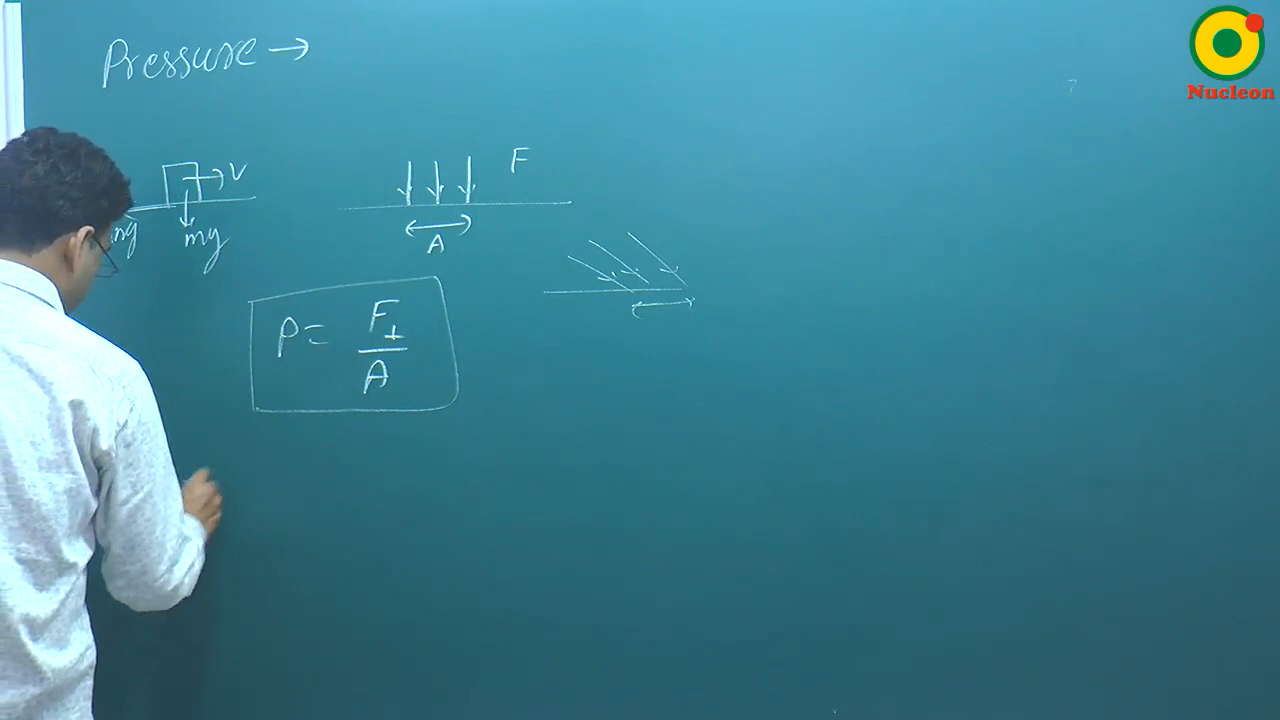 Pressure →
V
F
mg
mg
A
P = F⊥ / A
Nucleon